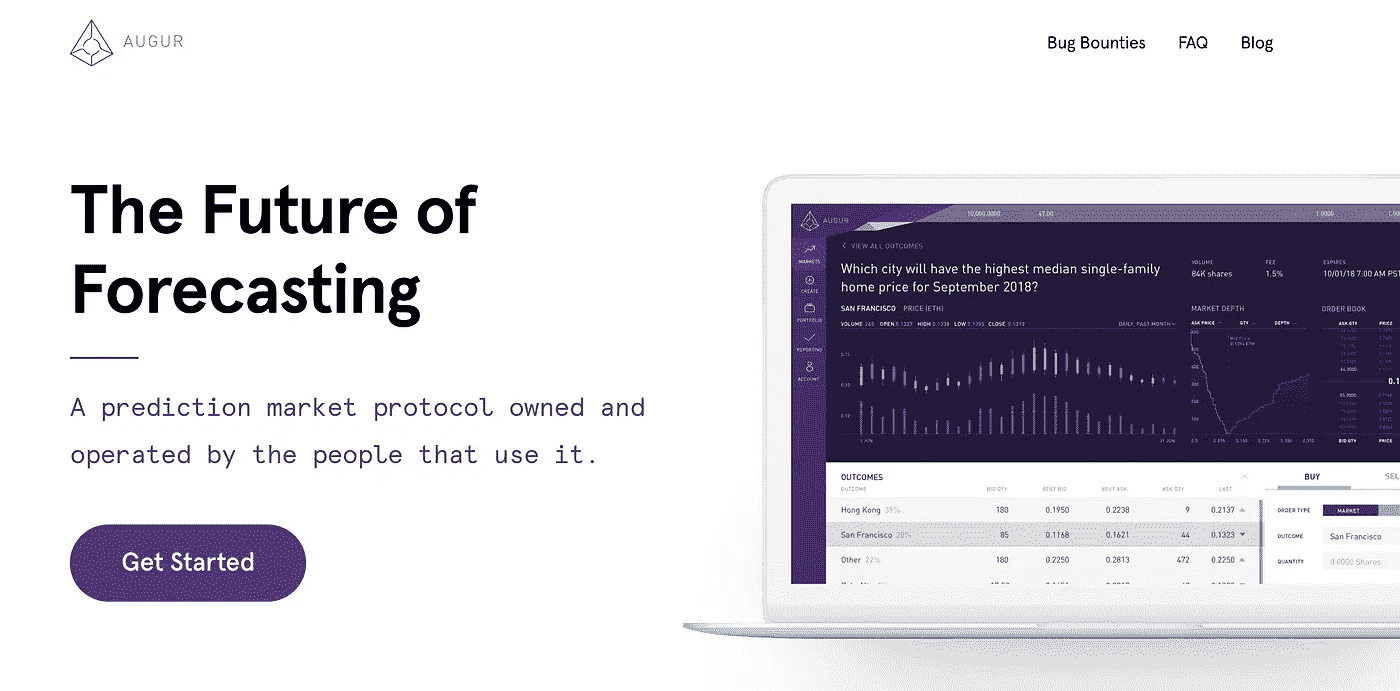 AUGUR
Bug Bounties FAQ Blog
The Future of
Forecasting
A prediction market protocol owned and
operated by the people that use it.
Get Started
AUGUR
10,000.0000 47.00 1.0000
MARKETS
CREATE
PORTFOLIO
REPORTING
ACCOUNT
VIEW ALL OUTCOMES
Which city will have the highest median single-family
home price for September 2018?
VOLUME FEE EXPIRES
84K shares 1.5% 10/01/18 7:00 AM PST
SAN FRANCISCO PRICE (ETH)
VOLUME 265 OPEN 0.1327 HIGH 0.1338 LOW 0.1205 CLOSE 0.1313
DAILY, PAST MONTH
MARKET DEPTH
ASK PRICE QTY DEPTH
ORDER BOOK
ASK QTY PRICE
BID QTY PRICE
OUTCOMES
OUTCOME BID QTY BEST BID BEST ASK ASK QTY LAST
Hong Kong 39% 180 0.1950 0.2238 9 0.2137
San Francisco 28% 85 0.1168 0.1621 44 0.1323
Other 22% 180 0.2250 0.2813 472 0.2250
BUY SEL
ORDER TYPE MARKET
OUTCOME San Francisco
QUANTITY 0.0000 Shares